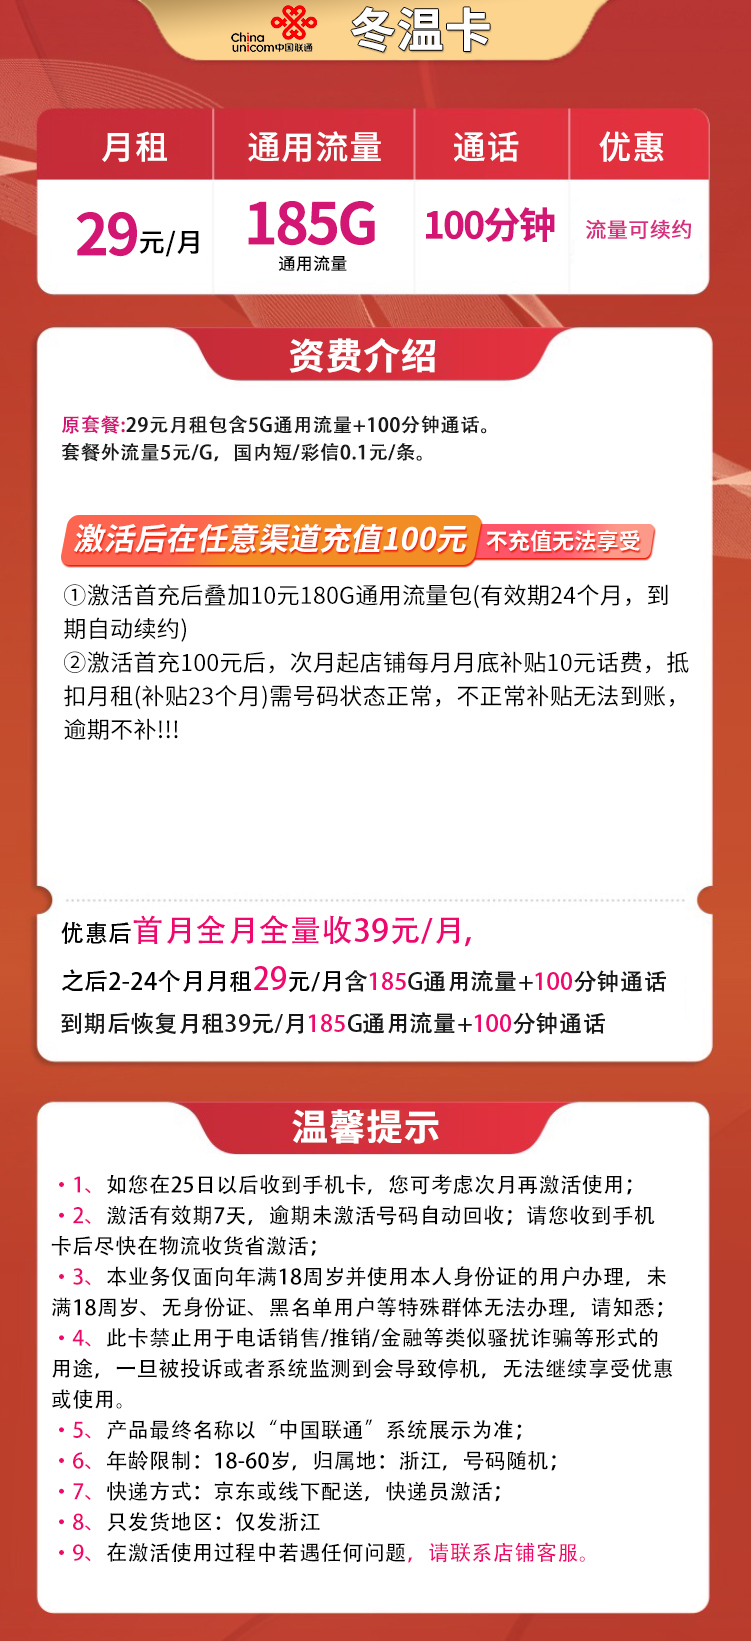 China
unicom中国联通
冬温卡
月租 通用流量 通话 优惠
29元/月 185G 100分钟 流量可续约
通用流量
资费介绍
原套餐:29元月租包含5G通用流量+100分钟通话。
套餐外流量5元/G，国内短/彩信0.1元/条。
激活后在任意渠道充值100元 不充值无法享受
①激活首充后叠加10元180G通用流量包(有效期24个月，到
期自动续约)
②激活首充100元后，次月起店铺每月月底补贴10元话费，抵
扣月租(补贴23个月)需号码状态正常，不正常补贴无法到账，
逾期不补!!!
优惠后首月全月全量收39元/月,
之后2-24个月月租29元/月含185G通用流量+100分钟通话
到期后恢复月租39元/月185G通用流量+100分钟通话
温馨提示
·1、如您在25日以后收到手机卡，您可考虑次月再激活使用；
·2、激活有效期7天，逾期未激活号码自动回收；请您收到手机
卡后尽快在物流收货省激活；
·3、本业务仅面向年满18周岁并使用本人身份证的用户办理，未
满18周岁、无身份证、黑名单用户等特殊群体无法办理，请知悉；
·4、此卡禁止用于电话销售/推销/金融等类似骚扰诈骗等形式的
用途，一旦被投诉或者系统监测到会导致停机，无法继续享受优惠
或使用。
·5、产品最终名称以“中国联通”系统展示为准；
·6、年龄限制：18-60岁，归属地：浙江，号码随机；
·7、快递方式：京东或线下配送，快递员激活；
·8、只发货地区：仅发浙江
·9、在激活使用过程中若遇任何问题，请联系店铺客服。